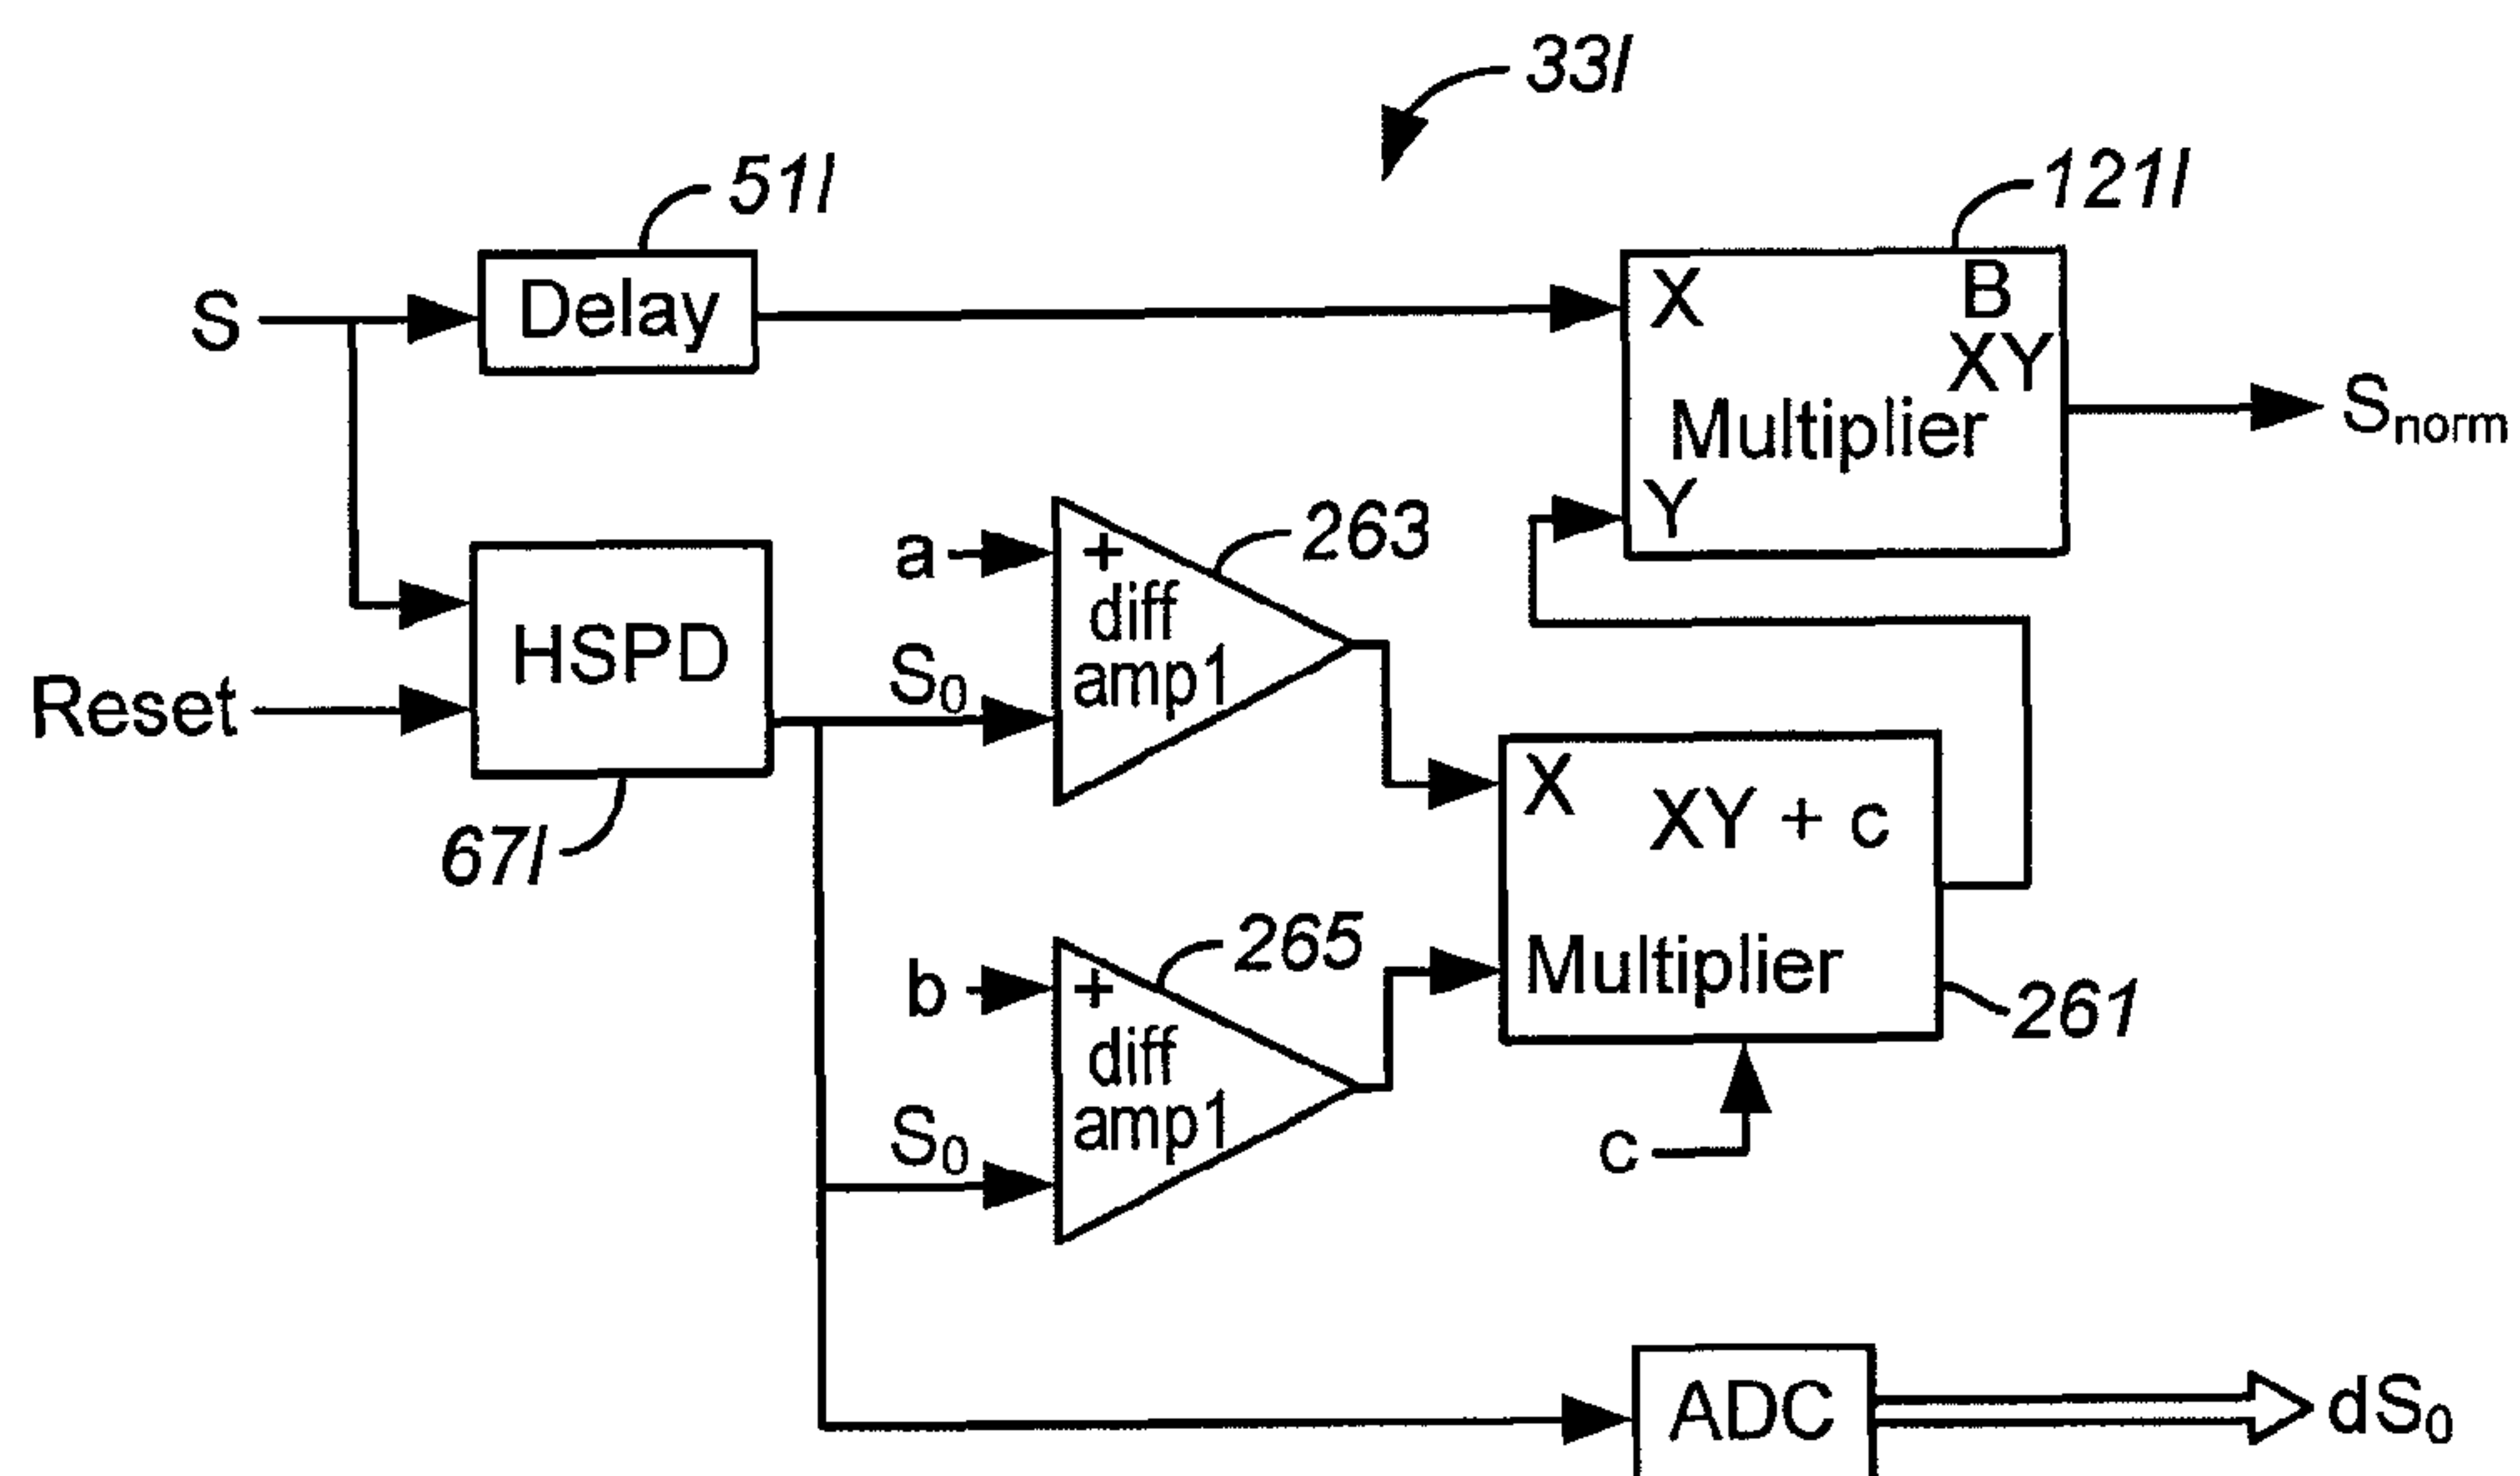 33I
51I
121I
S
Delay
X
B
XY
Multiplier
Y
S_norm
a
+
diff
amp1
263
HSPD
S₀
Reset
67I
X
XY + c
Multiplier
261
b
+
diff
amp1
265
S₀
c
ADC
dS₀